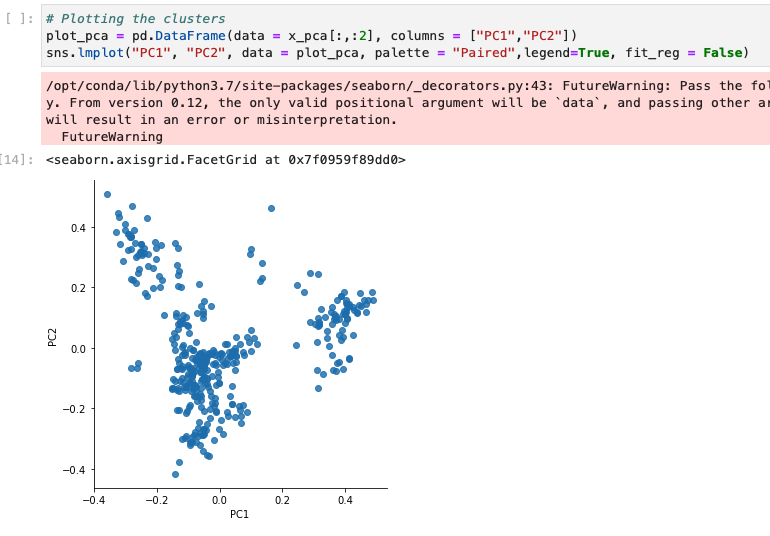 [ ]: # Plotting the clusters
plot_pca = pd.DataFrame(data = x_pca[:,:2], columns = ["PC1","PC2"])
sns.lmplot("PC1", "PC2", data = plot_pca, palette = "Paired",legend=True, fit_reg = False)
/opt/conda/lib/python3.7/site-packages/seaborn/_decorators.py:43: FutureWarning: Pass the fol
y. From version 0.12, the only valid positional argument will be `data`, and passing other ar
will result in an error or misinterpretation.
FutureWarning
[14]: <seaborn.axisgrid.FacetGrid at 0x7f0959f89dd0>
0.4
0.2
0.0
−0.2
−0.4
PC2
−0.4 −0.2 0.0 0.2 0.4
PC1